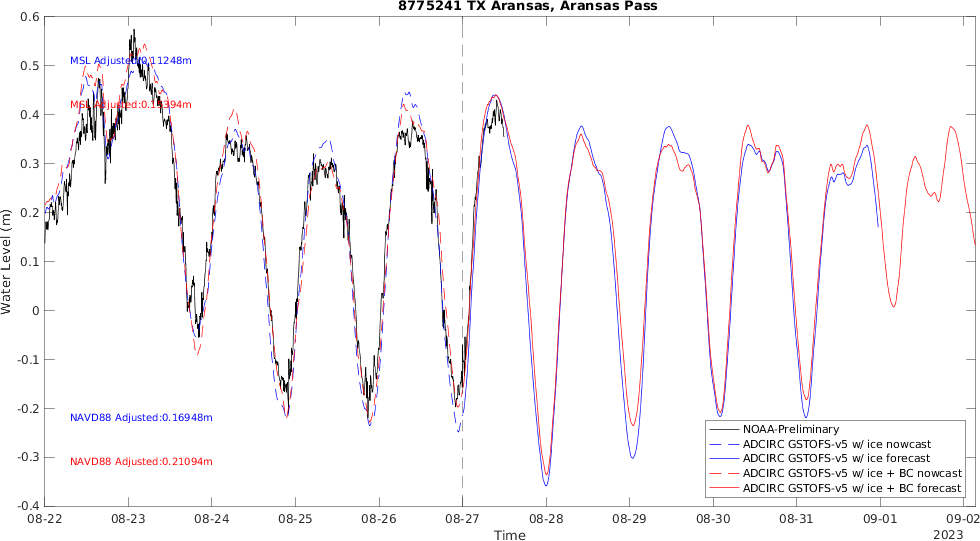 8775241 TX Aransas, Aransas Pass
0.6
0.5
0.4
0.3
0.2
0.1
0
-0.1
-0.2
-0.3
-0.4
Water Level (m)
MSL Adjusted:0.11248m
NAVD88 Adjusted:0.16948m
NAVD88 Adjusted:0.21094m
NOAA-Preliminary
ADCIRC GSTOFS-v5 w/ ice nowcast
ADCIRC GSTOFS-v5 w/ ice forecast
ADCIRC GSTOFS-v5 w/ ice + BC nowcast
ADCIRC GSTOFS-v5 w/ ice + BC forecast
08-22
08-23
08-24
08-25
08-26
08-27
08-28
08-29
08-30
08-31
09-01
09-02
Time
2023